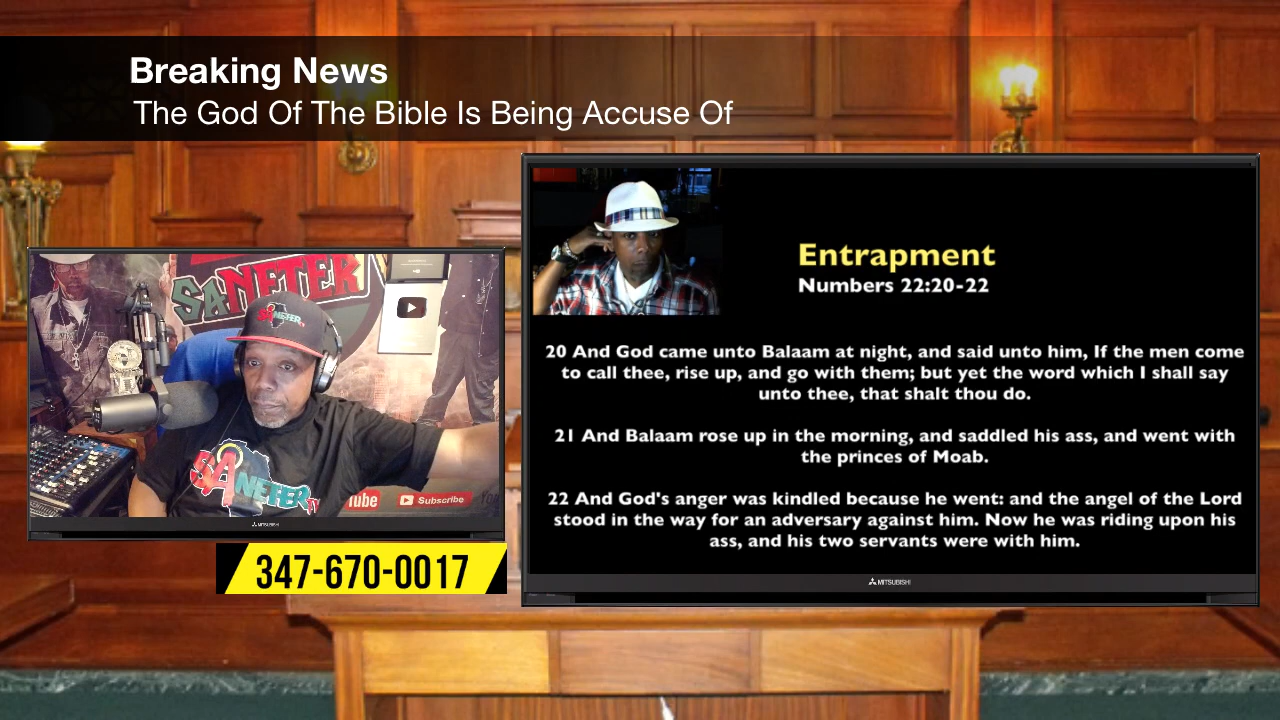 Breaking News
The God Of The Bible Is Being Accuse Of
Entrapment
Numbers 22:20-22
20 And God came unto Balaam at night, and said unto him, If the men come
to call thee, rise up, and go with them; but yet the word which I shall say
unto thee, that shalt thou do.
21 And Balaam rose up in the morning, and saddled his ass, and went with
the princes of Moab.
22 And God's anger was kindled because he went: and the angel of the Lord
stood in the way for an adversary against him. Now he was riding upon his
ass, and his two servants were with him.
MITSUBISHI
SANETER
SANETER
SANETER
Tube
Subscribe
MITSUBISHI
347-670-0017